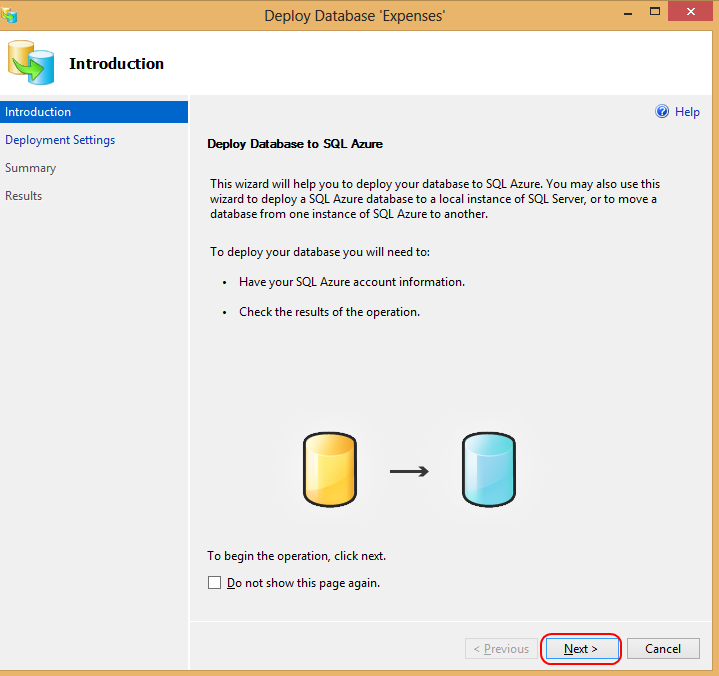 Deploy Database 'Expenses'
Introduction
Introduction
Deployment Settings
Summary
Results
Help
Deploy Database to SQL Azure
This wizard will help you to deploy your database to SQL Azure. You may also use this
wizard to deploy a SQL Azure database to a local instance of SQL Server, or to move a
database from one instance of SQL Azure to another.
To deploy your database you will need to:
• Have your SQL Azure account information.
• Check the results of the operation.
To begin the operation, click next.
Do not show this page again.
< Previous
Next >
Cancel